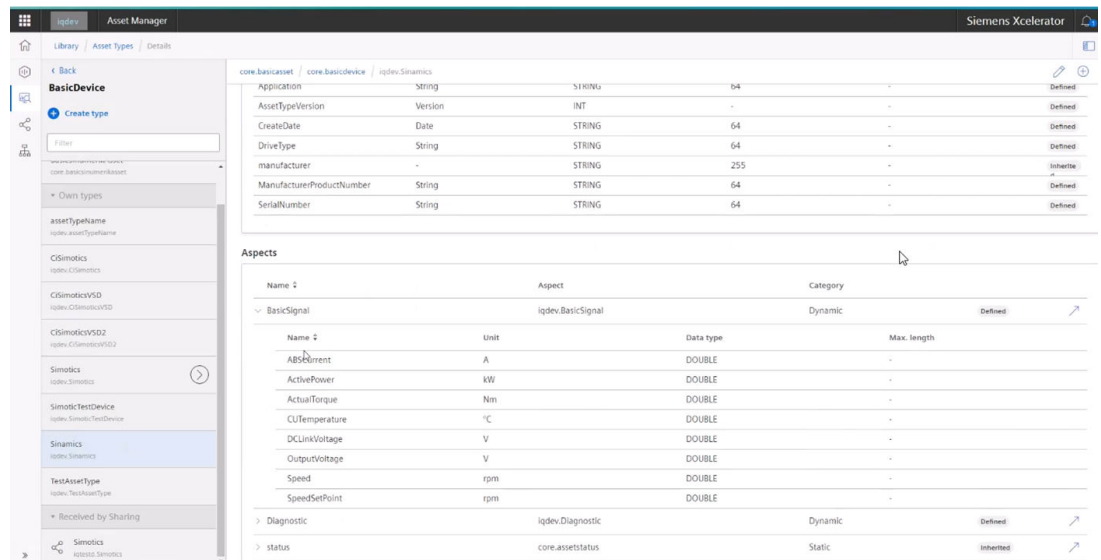 iqdev Asset Manager Siemens Xcelerator
Library / Asset Types / Details
< Back
BasicDevice
Create type
Filter
core.basicsinumerikasset
Own types
assetTypeName
iqdev.assetTypeName
CiSimotics
iqdev.CiSimotics
CiSimoticsVSD
iqdev.CiSimoticsVSD
CiSimoticsVSD2
iqdev.CiSimoticsVSD2
Simotics
iqdev.Simotics
SimoticTestDevice
iqdev.SimoticTestDevice
Sinamics
iqdev.Sinamics
TestAssetType
iqdev.TestAssetType
Received by Sharing
Simotics
core.basicasset / core.basicdevice / iqdev.Sinamics
Application String STRING 64 - Defined
AssetTypeVersion Version INT - - Defined
CreateDate Date STRING 64 - Defined
DriveType String STRING 64 - Defined
manufacturer - STRING 255 - Inherite
ManufacturerProductNumber String STRING 64 - Defined
SerialNumber String STRING 64 - Defined
Aspects
Name Aspect Category
BasicSignal iqdev.BasicSignal Dynamic Defined
Name Unit Data type Max. length
ABSCurrent A DOUBLE -
ActivePower kW DOUBLE -
ActualTorque Nm DOUBLE -
CUTemperature °C DOUBLE -
DCLinkVoltage V DOUBLE -
OutputVoltage V DOUBLE -
Speed rpm DOUBLE -
SpeedSetPoint rpm DOUBLE -
Diagnostic iqdev.Diagnostic Dynamic Defined
status core.assetstatus Static Inherited